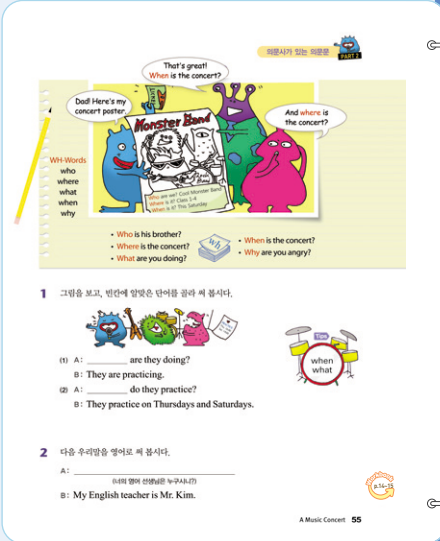 의문사가 있는 의문문
PART 2
That's great!
When is the concert?
Dad! Here's my
concert poster.
And where is
the concert?
Monster Band
Who are we? Cool Monster Band
Where is it? Class 1-4
When is it? This Saturday
WH-Words
who
where
what
when
why
• Who is his brother?
• Where is the concert?
• What are you doing?
wh
• When is the concert?
• Why are you angry?
1 그림을 보고, 빈칸에 알맞은 단어를 골라 써 봅시다.
(1) A: ________ are they doing?
B: They are practicing.
(2) A: ________ do they practice?
B: They practice on Thursdays and Saturdays.
Tips
when
what
2 다음 우리말을 영어로 써 봅시다.
A: ________________________________
(너의 영어 선생님은 누구시니?)
B: My English teacher is Mr. Kim.
Workbook
p.14~15
A Music Concert 55